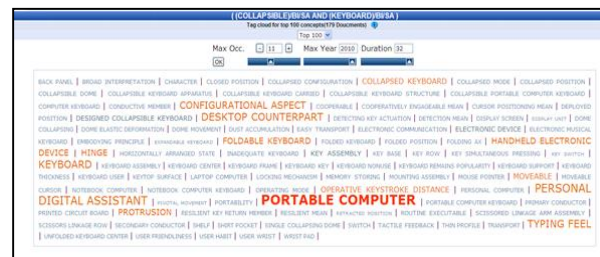 ( (COLLAPSIBLE)/BI/SA AND (KEYBOARD)/BI/SA )
Tag cloud for top 100 concepts(179 Doucments)
Top 100
Max Occ. - 11 + Max Year 2010 Duration 32
OK
BACK PANEL | BROAD INTERPRETATION | CHARACTER | CLOSED POSITION | COLLAPSED CONFIGURATION | COLLAPSED KEYBOARD | COLLAPSED MODE | COLLAPSED POSITION |
COLLAPSIBLE DOME | COLLAPSIBLE KEYBOARD APPARATUS | COLLAPSIBLE KEYBOARD CARRIED | COLLAPSIBLE KEYBOARD STRUCTURE | COLLAPSIBLE PORTABLE COMPUTER KEYBOARD |
COMPUTER KEYBOARD | CONDUCTIVE MEMBER | CONFIGURATIONAL ASPECT | COOPERABLE | COOPERATIVELY ENGAGEABLE MEAN | CURSOR POSITIONING MEAN | DEPLOYED
POSITION | DESIGNED COLLAPSIBLE KEYBOARD | DESKTOP COUNTERPART | DETECTING KEY ACTUATION | DETECTION MEAN | DISPLAY SCREEN | DISPLAY UNIT | DOME
COLLAPSING | DOME BLASTIC DEFORMATION | DOME MOVEMENT | DUST ACCUMULATION | EASY TRANSPORT | ELECTRONIC COMMUNICATION | ELECTRONIC DEVICE | ELECTRONIC MUSICAL
KEYBOARD | EMBODYING PRINCIPLE | EXPANDABLE KEYBOARD | FOLDABLE KEYBOARD | FOLDED KEYBOARD | FOLDED POSITION | FOLDING AX | HANDHELD ELECTRONIC
DEVICE | HINGE | HORIZONTALLY ARRANGED STATE | INADEQUATE KEYBOARD | KEY ASSEMBLY | KEY BASE | KEY ROW | KEY SIMULTANEOUS PRESSING | KEY SWITCH
KEYBOARD | KEYBOARD ASSEMBLY | KEYBOARD CENTER | KEYBOARD FRAME | KEYBOARD KEY | KEYBOARD NONUSE | KEYBOARD REMAINS POPULARITY | KEYBOARD SUPPORT | KEYBOARD
THICKNESS | KEYBOARD USER | KEYTOP SURFACE | LAPTOP COMPUTER | LOCKING MECHANISM | MEMORY STORING | MOUNTING ASSEMBLY | MOUSE POINTER | MOVEABLE | MOVEABLE
CURSOR | NOTEBOOK COMPUTER | NOTEBOOK COMPUTER KEYBOARD | OPERATING MODE | OPERATIVE KEYSTROKE DISTANCE | PERSONAL COMPUTER | PERSONAL
DIGITAL ASSISTANT | PIVOTAL MOVEMENT | PORTABILITY | PORTABLE COMPUTER | PORTABLE COMPUTER KEYBOARD | PRIMARY CONDUCTOR |
PRINTED CIRCUIT BOARD | PROTRUSION | RESILIENT KEY RETURN MEMBER | RESILIENT MEAN | RETRACTED POSITION | ROUTINE EXECUTABLE | SCISSORED LINKAGE ARM ASSEMBLY |
SCISSORS LINKAGE ROW | SECONDARY CONDUCTOR | SHELF | SHIRT POCKET | SINGLE COLLAPSING DOME | SWITCH | TACTILE FEEDBACK | THIN PROFILE | TRANSPORT | TYPING FEEL
| UNFOLDED KEYBOARD CENTER | USER FRIENDLINESS | USER HABIT | USER WRIST | WRIST PAD |